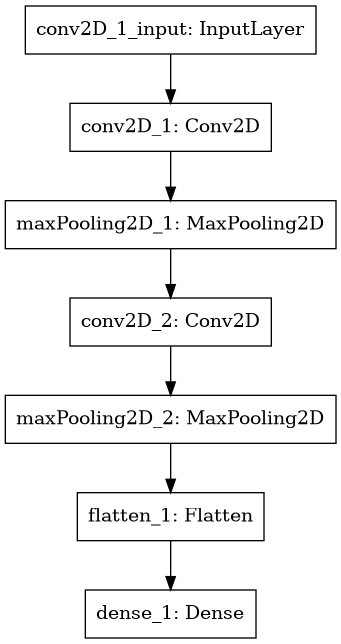 conv2D_1_input: InputLayer
conv2D_1: Conv2D
maxPooling2D_1: MaxPooling2D
conv2D_2: Conv2D
maxPooling2D_2: MaxPooling2D
flatten_1: Flatten
dense_1: Dense